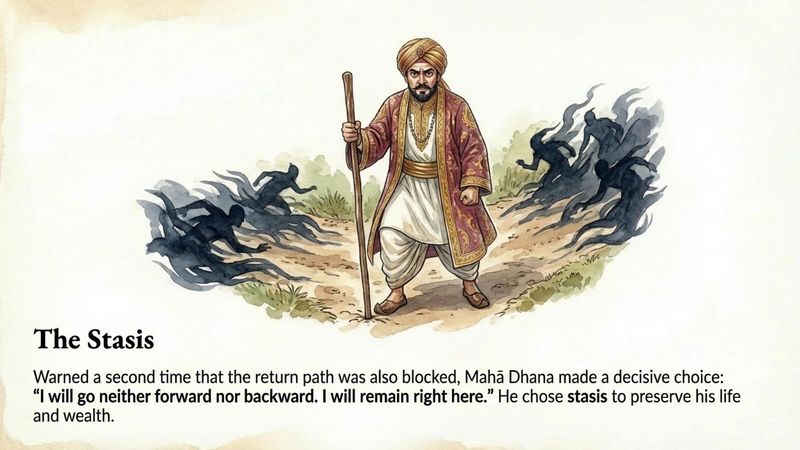 The Stasis
Warned a second time that the return path was also blocked, Mahā Dhana made a decisive choice:
“I will go neither forward nor backward. I will remain right here.” He chose stasis to preserve his life
and wealth.